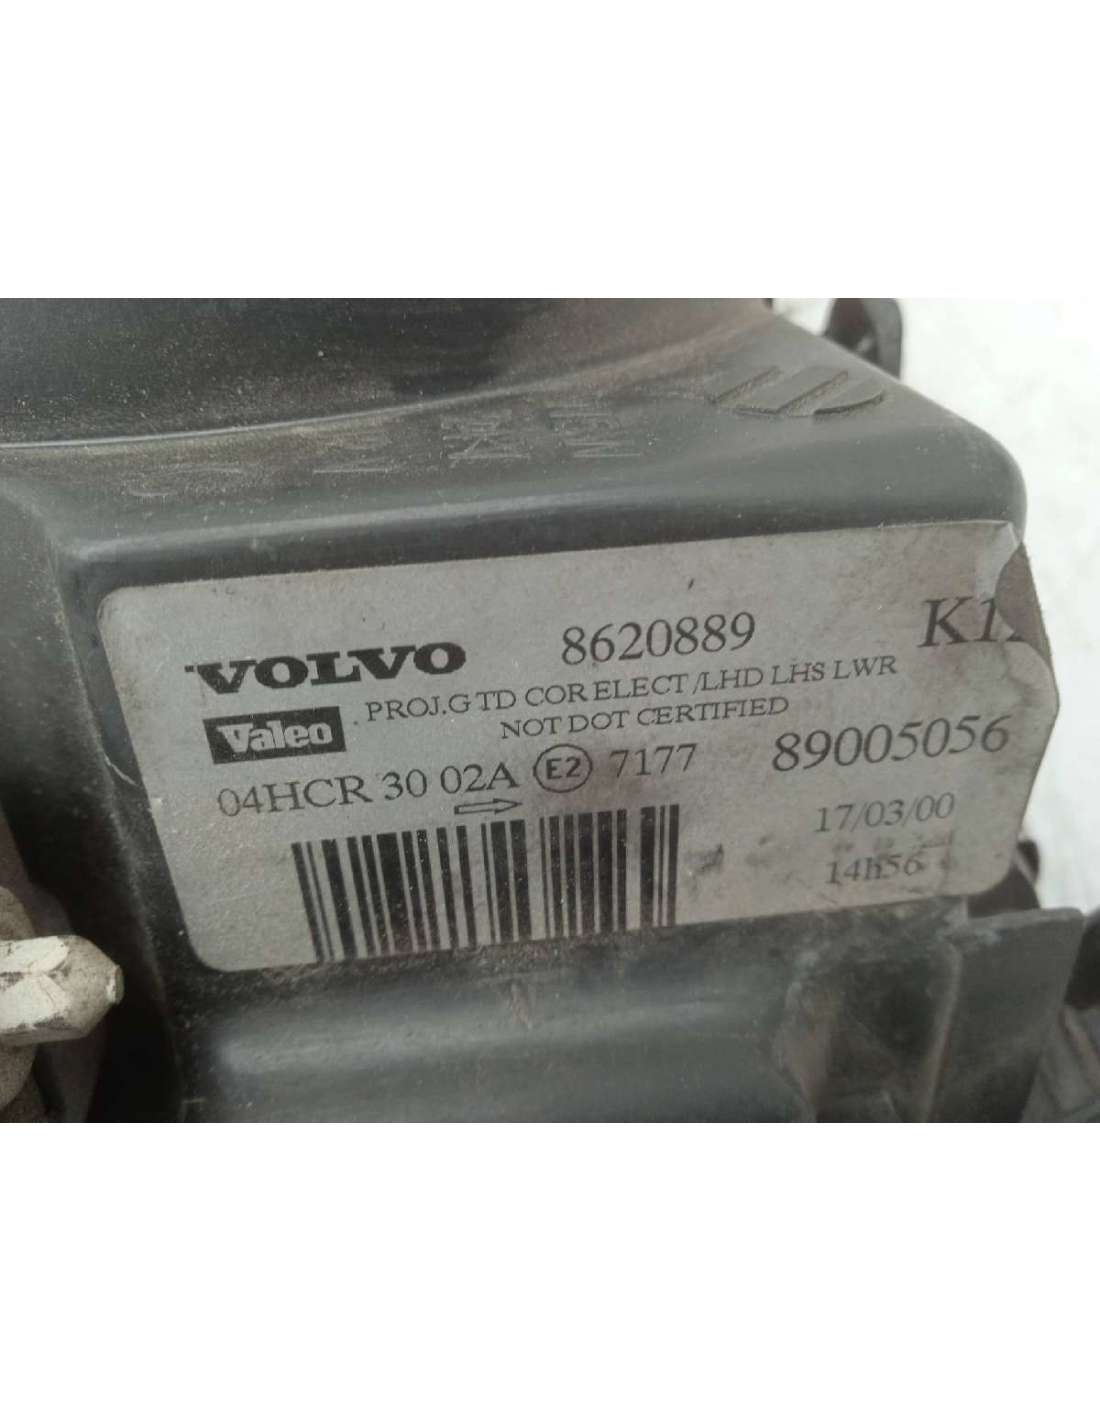 VOLVO 8620889
Valeo PROJ.G TD COR ELECT /LHD LHS LWR
NOT DOT CERTIFIED
04HCR 30 02A E2 7177 89005056
17/03/00
14h56